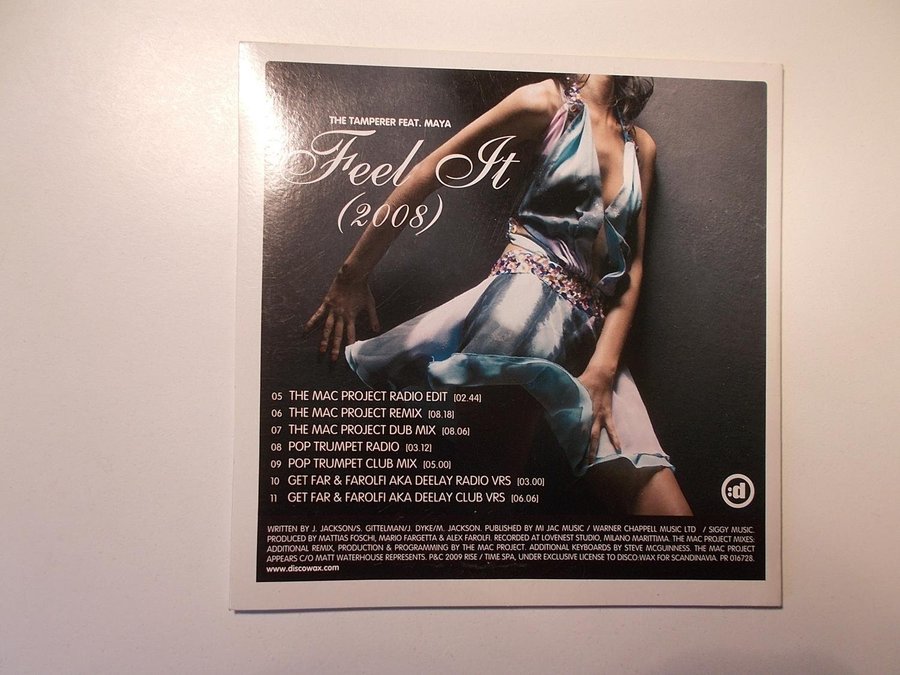 THE TAMPERER FEAT. MAYA
Feel It
(2008)
05 THE MAC PROJECT RADIO EDIT [02.44]
06 THE MAC PROJECT REMIX [08.18]
07 THE MAC PROJECT DUB MIX [08.06]
08 POP TRUMPET RADIO [03.12]
09 POP TRUMPET CLUB MIX [05.00]
10 GET FAR & FAROLFI AKA DEELAY RADIO VRS [03.00]
11 GET FAR & FAROLFI AKA DEELAY CLUB VRS [06.06]
:d
WRITTEN BY J. JACKSON/S. GITTELMAN/J. DYKE/M. JACKSON. PUBLISHED BY MI JAC MUSIC / WARNER CHAPPELL MUSIC LTD / SIGGY MUSIC.
PRODUCED BY MATTIAS FOSCHI, MARIO FARGETTA & ALEX FAROLFI. RECORDED AT LOVENEST STUDIO, MILANO MARITTIMA. THE MAC PROJECT MIXES:
ADDITIONAL REMIX, PRODUCTION & PROGRAMMING BY THE MAC PROJECT. ADDITIONAL KEYBOARDS BY STEVE MCGUINNESS. THE MAC PROJECT
APPEARS C/O MATT WATERHOUSE REPRESENTS. P&C 2009 RISE / TIME SPA, UNDER EXCLUSIVE LICENSE TO DISCO:WAX FOR SCANDINAVIA. PR 016728.
www.discowax.com